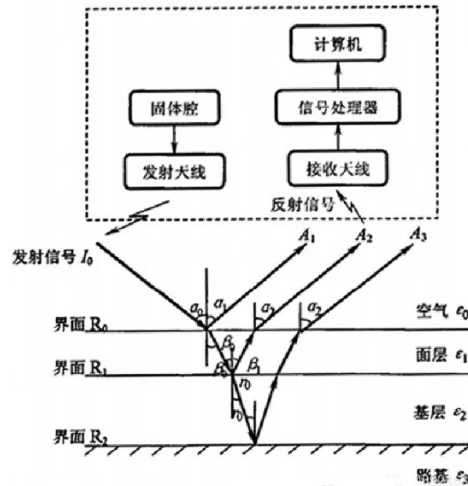 计算机
固体腔
信号处理器
发射天线
接收天线
反射信号
发射信号 I₀
A₁
A₂
A₃
α₀
α₁
α₂
α₂
空气 ε₀
界面 R₀
β₀
面层 ε₁
界面 R₁
β₀
β₁
r₀
基层 ε₂
r₀
界面 R₂
路基 ε₃